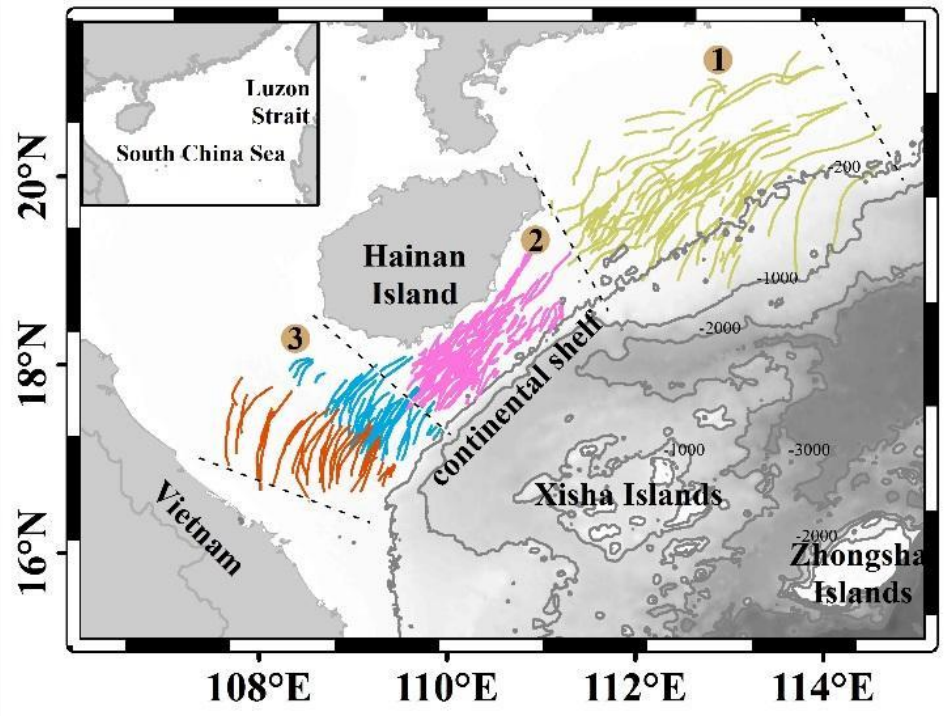 Luzon
Strait
South China Sea
1
20°N
-200
2
Hainan
Island
-1000
-2000
3
18°N
continental shelf
-1000
-3000
Xisha Islands
Vietnam
-2000
16°N
Zhongsha
Islands
108°E
110°E
112°E
114°E